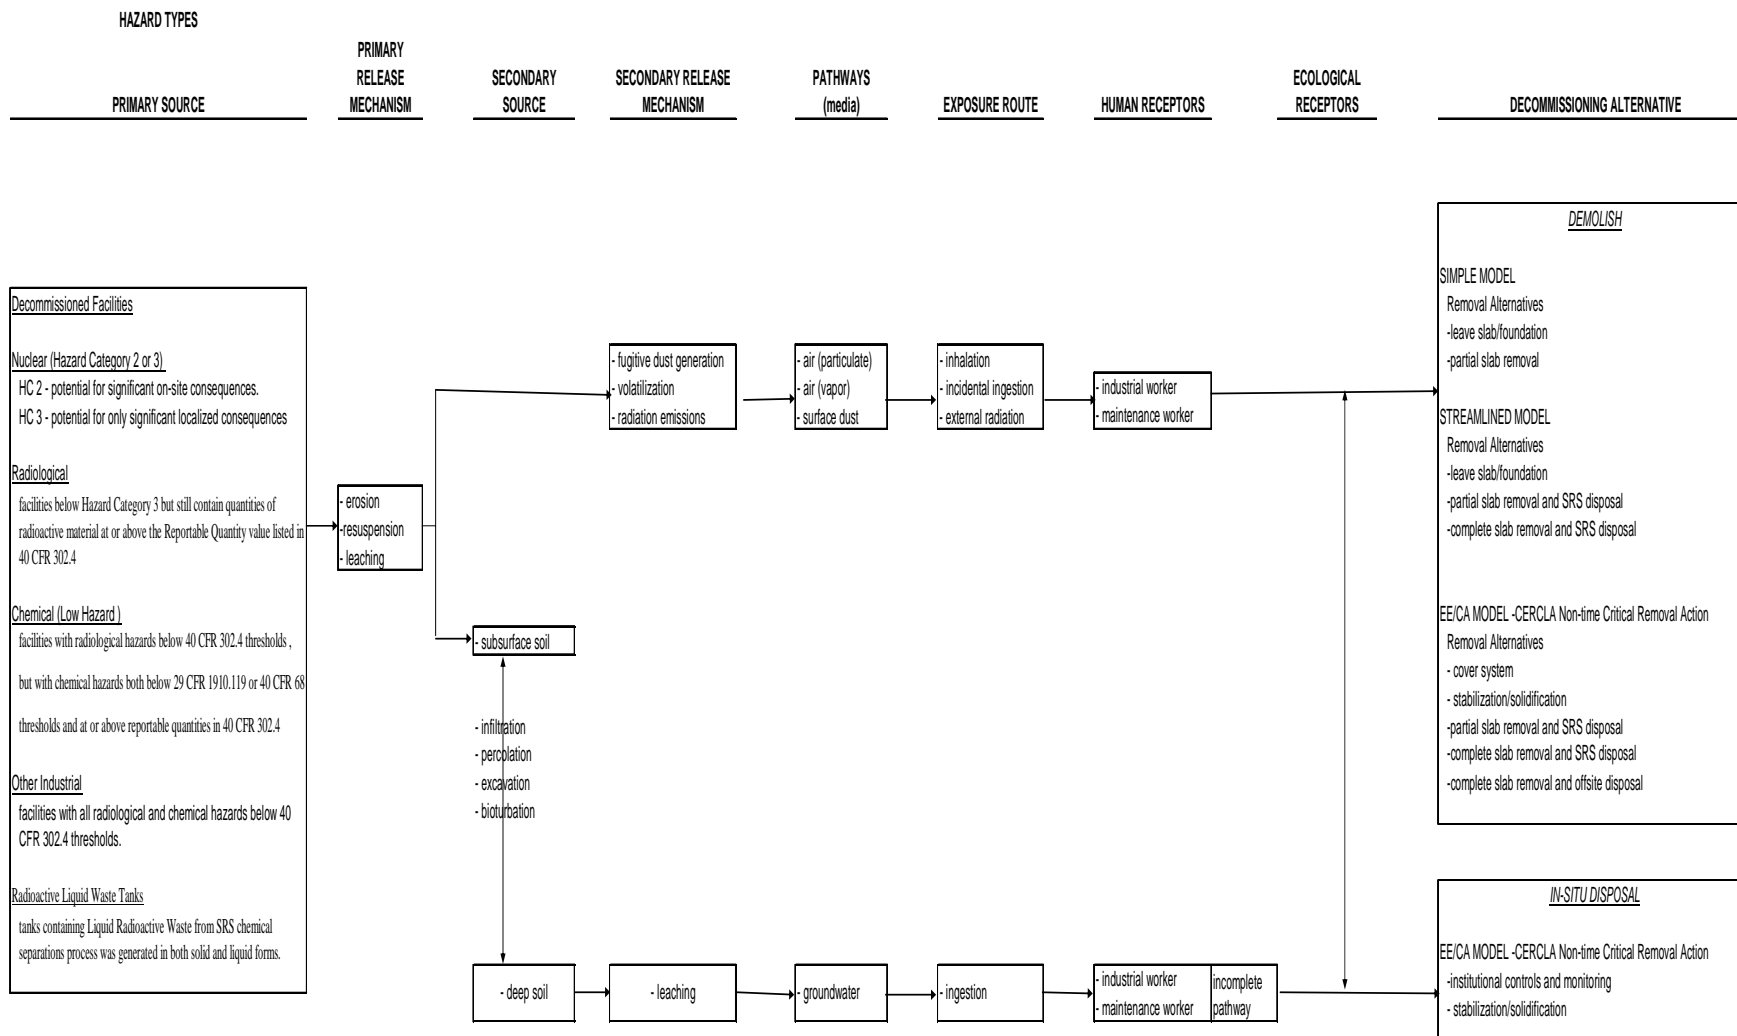 HAZARD TYPES
PRIMARY SOURCE
PRIMARY
RELEASE
MECHANISM
SECONDARY
SOURCE
SECONDARY RELEASE
MECHANISM
PATHWAYS
(media)
EXPOSURE ROUTE
HUMAN RECEPTORS
ECOLOGICAL
RECEPTORS
DECOMMISSIONING ALTERNATIVE
Decommissioned Facilities
Nuclear (Hazard Category 2 or 3)
HC 2 - potential for significant on-site consequences.
HC 3 - potential for only significant localized consequences
Radiological
facilities below Hazard Category 3 but still contain quantities of
radioactive material at or above the Reportable Quantity value listed in
40 CFR 302.4
Chemical (Low Hazard )
facilities with radiological hazards below 40 CFR 302.4 thresholds ,
but with chemical hazards both below 29 CFR 1910.119 or 40 CFR 68
thresholds and at or above reportable quantities in 40 CFR 302.4
Other Industrial
facilities with all radiological and chemical hazards below 40
CFR 302.4 thresholds.
Radioactive Liquid Waste Tanks
tanks containing Liquid Radioactive Waste from SRS chemical
separations process was generated in both solid and liquid forms.
- erosion
-resuspension
- leaching
- subsurface soil
- infiltration
- percolation
- excavation
- bioturbation
- deep soil
- fugitive dust generation
- volatilization
- radiation emissions
- leaching
- air (particulate)
- air (vapor)
- surface dust
- groundwater
- inhalation
- incidental ingestion
- external radiation
- ingestion
- industrial worker
- maintenance worker
- industrial worker
- maintenance worker
incomplete
pathway
DEMOLISH
SIMPLE MODEL
Removal Alternatives
-leave slab/foundation
-partial slab removal
STREAMLINED MODEL
Removal Alternatives
-leave slab/foundation
-partial slab removal and SRS disposal
-complete slab removal and SRS disposal
EE/CA MODEL -CERCLA Non-time Critical Removal Action
Removal Alternatives
- cover system
- stabilization/solidification
-partial slab removal and SRS disposal
-complete slab removal and SRS disposal
-complete slab removal and offsite disposal
IN-SITU DISPOSAL
EE/CA MODEL -CERCLA Non-time Critical Removal Action
-institutional controls and monitoring
- stabilization/solidification